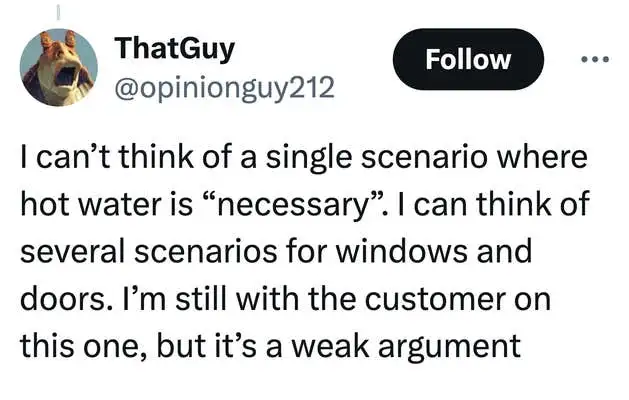 ThatGuy
@opinionguy212
Follow
I can’t think of a single scenario where
hot water is “necessary”. I can think of
several scenarios for windows and
doors. I’m still with the customer on
this one, but it’s a weak argument